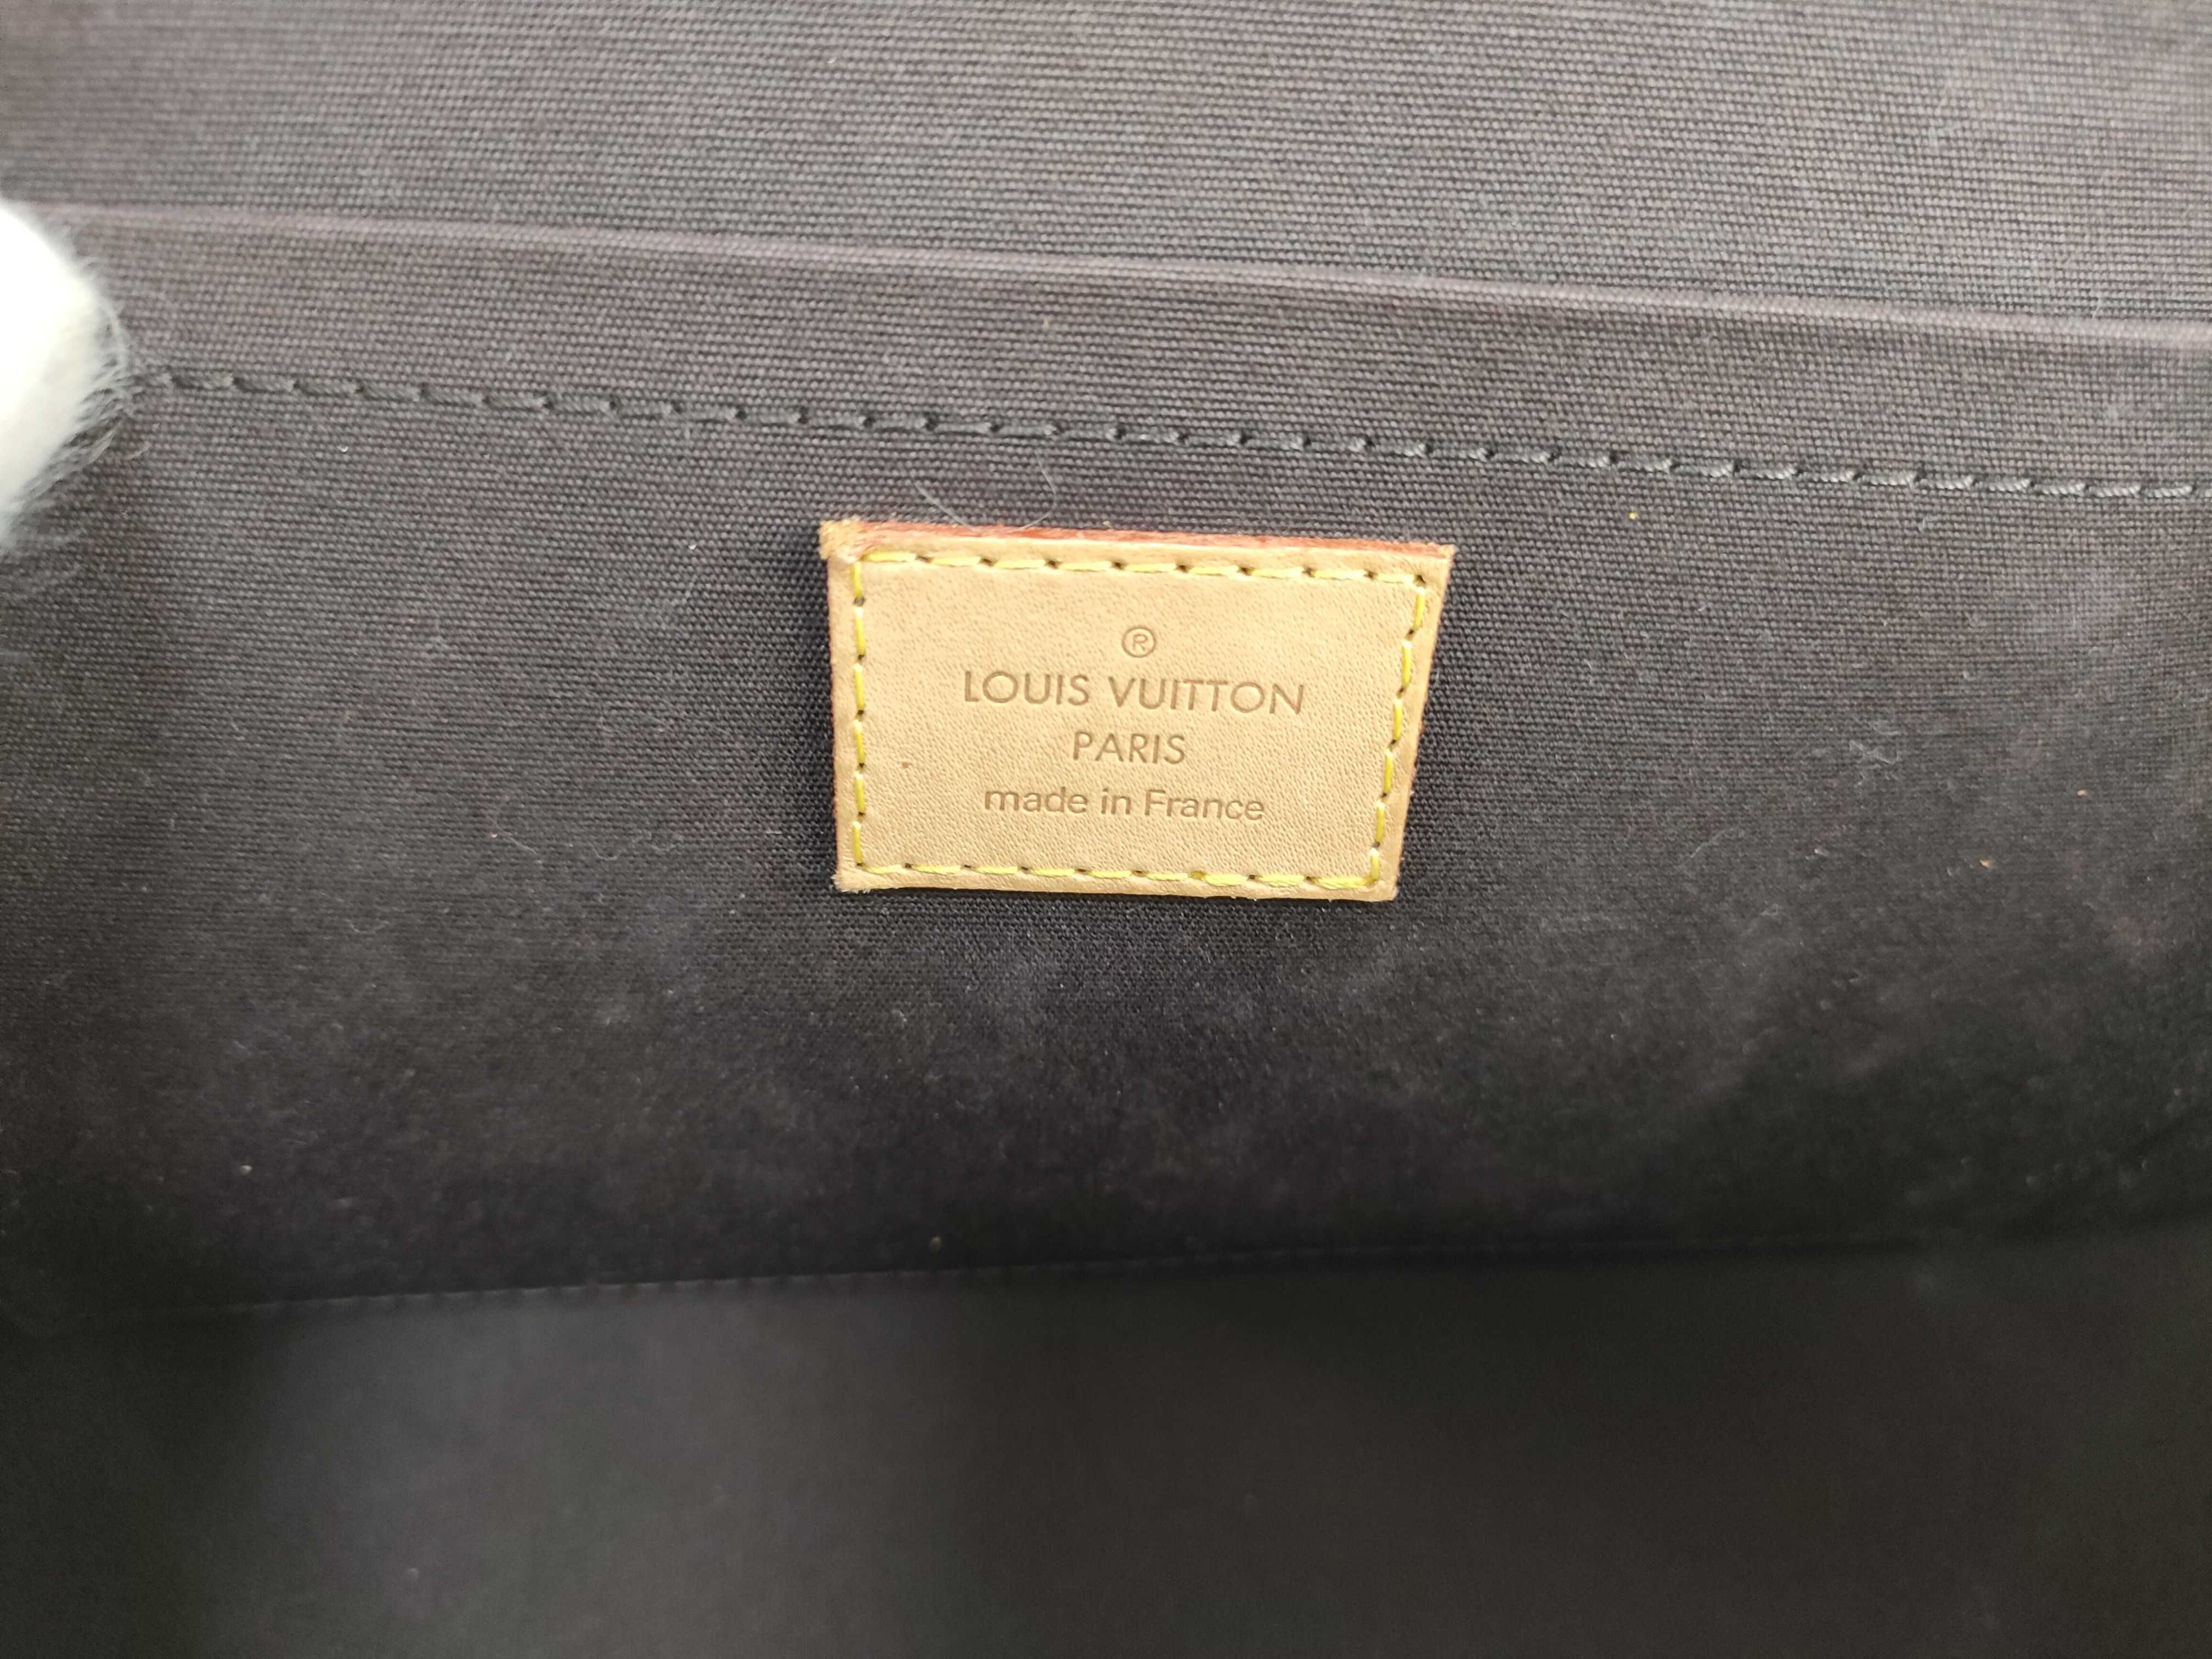 ®
LOUIS VUITTON
PARIS
made in France